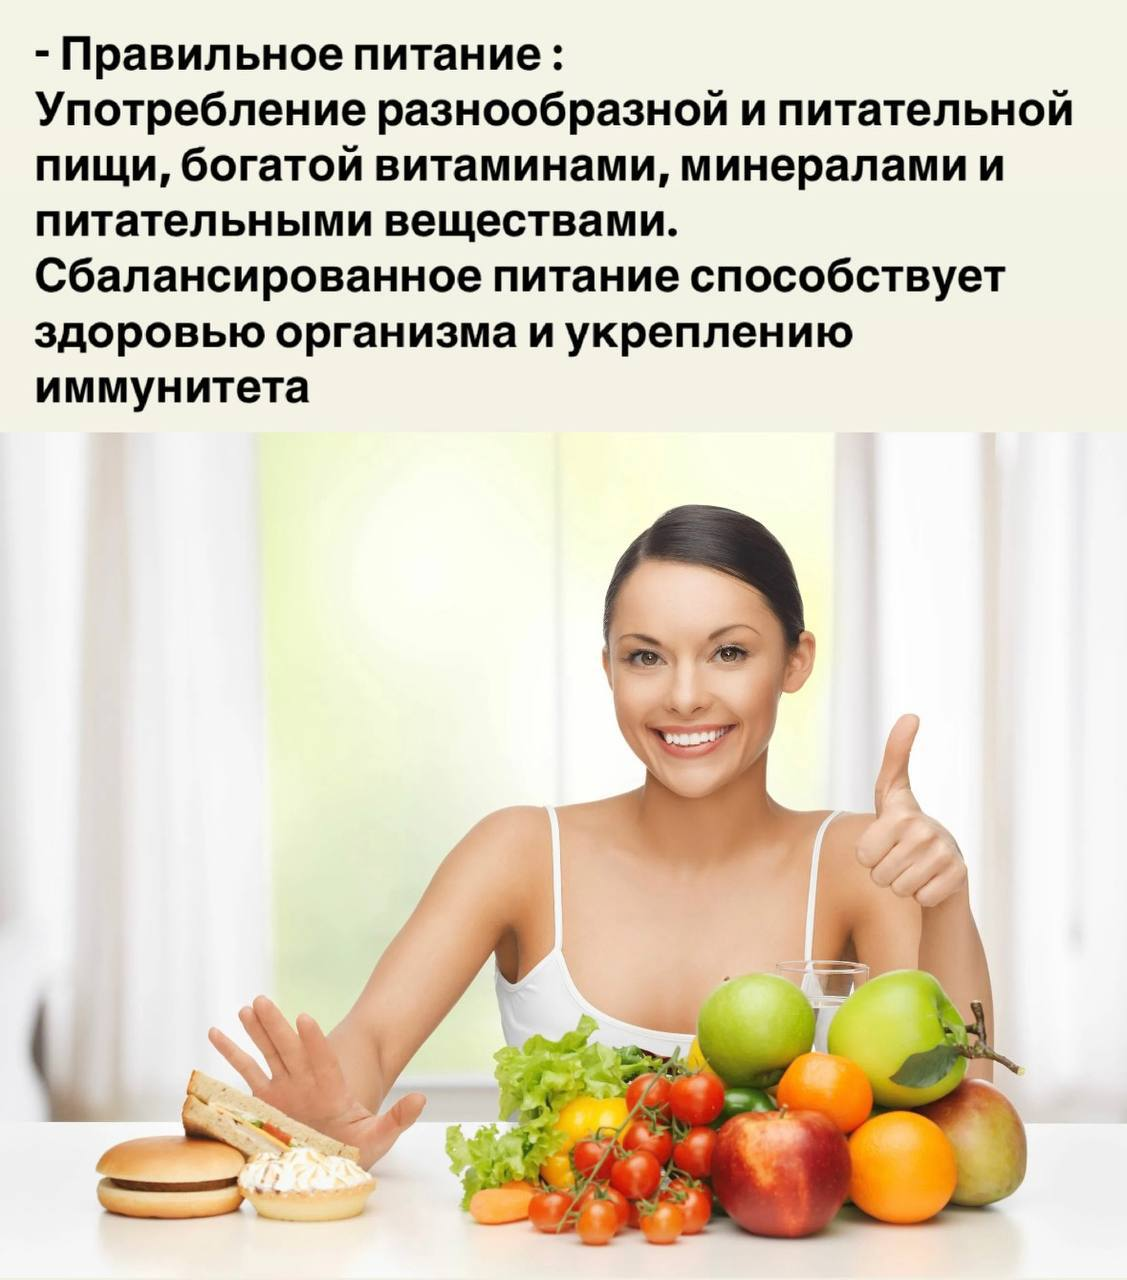 - Правильное питание :
Употребление разнообразной и питательной
пищи, богатой витаминами, минералами и
питательными веществами.
Сбалансированное питание способствует
здоровью организма и укреплению
иммунитета